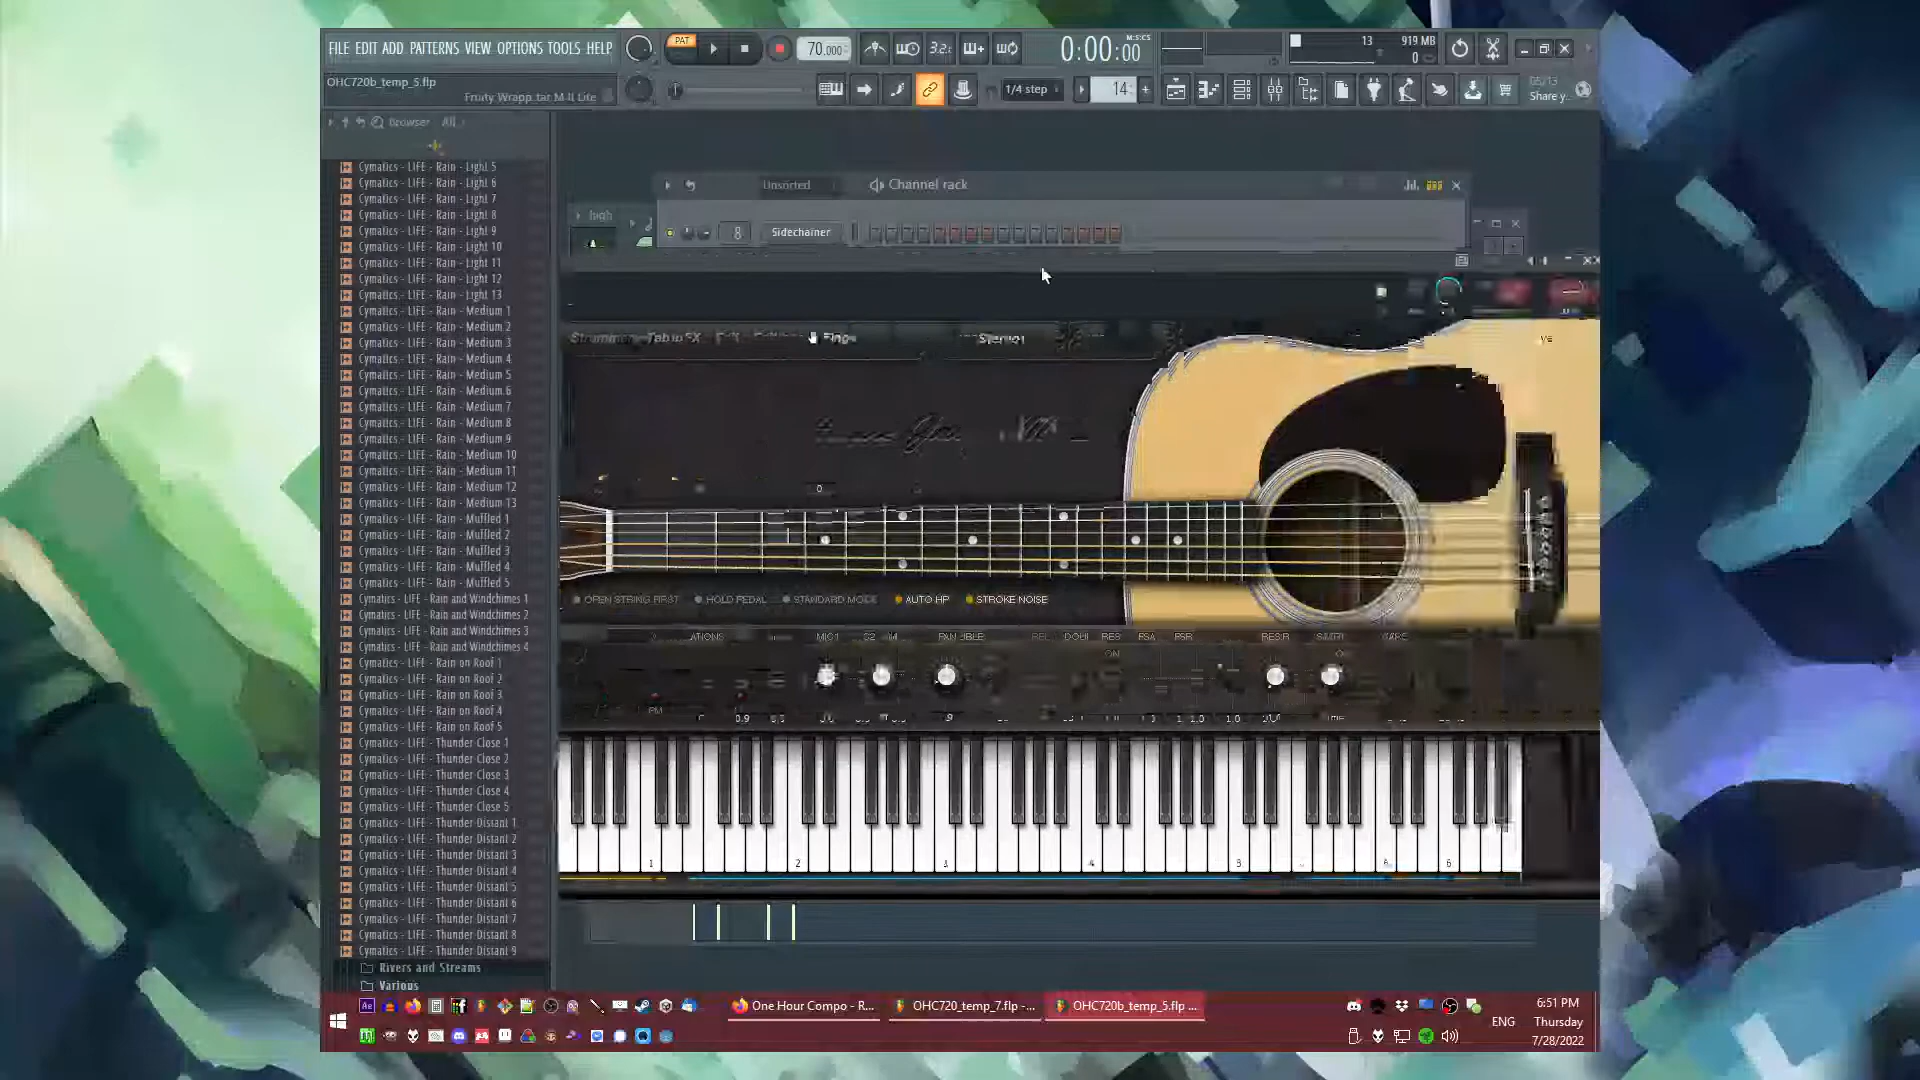 FILE EDIT ADD PATTERNS VIEW OPTIONS TOOLS HELP
PAT
70.000
3.2:
0:00:00
M:S:CS
13
919 MB
0
OHC720b_temp_5.flp
1/4 step
14
05/13
Share y..
Browser
All
Cymatics - LIFE - Rain - Light 5
Cymatics - LIFE - Rain - Light 6
Cymatics - LIFE - Rain - Light 7
Cymatics - LIFE - Rain - Light 8
Cymatics - LIFE - Rain - Light 9
Cymatics - LIFE - Rain - Light 10
Cymatics - LIFE - Rain - Light 11
Cymatics - LIFE - Rain - Light 12
Cymatics - LIFE - Rain - Light 13
Cymatics - LIFE - Rain - Medium 1
Cymatics - LIFE - Rain - Medium 2
Cymatics - LIFE - Rain - Medium 3
Cymatics - LIFE - Rain - Medium 4
Cymatics - LIFE - Rain - Medium 5
Cymatics - LIFE - Rain - Medium 6
Cymatics - LIFE - Rain - Medium 7
Cymatics - LIFE - Rain - Medium 8
Cymatics - LIFE - Rain - Medium 9
Cymatics - LIFE - Rain - Medium 10
Cymatics - LIFE - Rain - Medium 11
Cymatics - LIFE - Rain - Medium 12
Cymatics - LIFE - Rain - Medium 13
Cymatics - LIFE - Rain - Muffled 1
Cymatics - LIFE - Rain - Muffled 2
Cymatics - LIFE - Rain - Muffled 3
Cymatics - LIFE - Rain - Muffled 4
Cymatics - LIFE - Rain - Muffled 5
Cymatics - LIFE - Rain and Windchimes 1
Cymatics - LIFE - Rain and Windchimes 2
Cymatics - LIFE - Rain and Windchimes 3
Cymatics - LIFE - Rain and Windchimes 4
Cymatics - LIFE - Rain on Roof 1
Cymatics - LIFE - Rain on Roof 2
Cymatics - LIFE - Rain on Roof 3
Cymatics - LIFE - Rain on Roof 4
Cymatics - LIFE - Rain on Roof 5
Cymatics - LIFE - Thunder Close 1
Cymatics - LIFE - Thunder Close 2
Cymatics - LIFE - Thunder Close 3
Cymatics - LIFE - Thunder Close 4
Cymatics - LIFE - Thunder Close 5
Cymatics - LIFE - Thunder Distant 1
Cymatics - LIFE - Thunder Distant 2
Cymatics - LIFE - Thunder Distant 3
Cymatics - LIFE - Thunder Distant 4
Cymatics - LIFE - Thunder Distant 5
Cymatics - LIFE - Thunder Distant 6
Cymatics - LIFE - Thunder Distant 7
Cymatics - LIFE - Thunder Distant 8
Cymatics - LIFE - Thunder Distant 9
Rivers and Streams
Various
Unsorted
Channel rack
high
8
Sidechainer
0
OPEN STRING FIRST
HOLD PEDAL
STANDARD MODE
AUTO HP
STROKE NOISE
MIC1
PAN
ON
1
2
3
4
One Hour Compo - R...
OHC720_temp_7.flp -...
OHC720b_temp_5.flp ...
ENG
6:51 PM
Thursday
7/28/2022